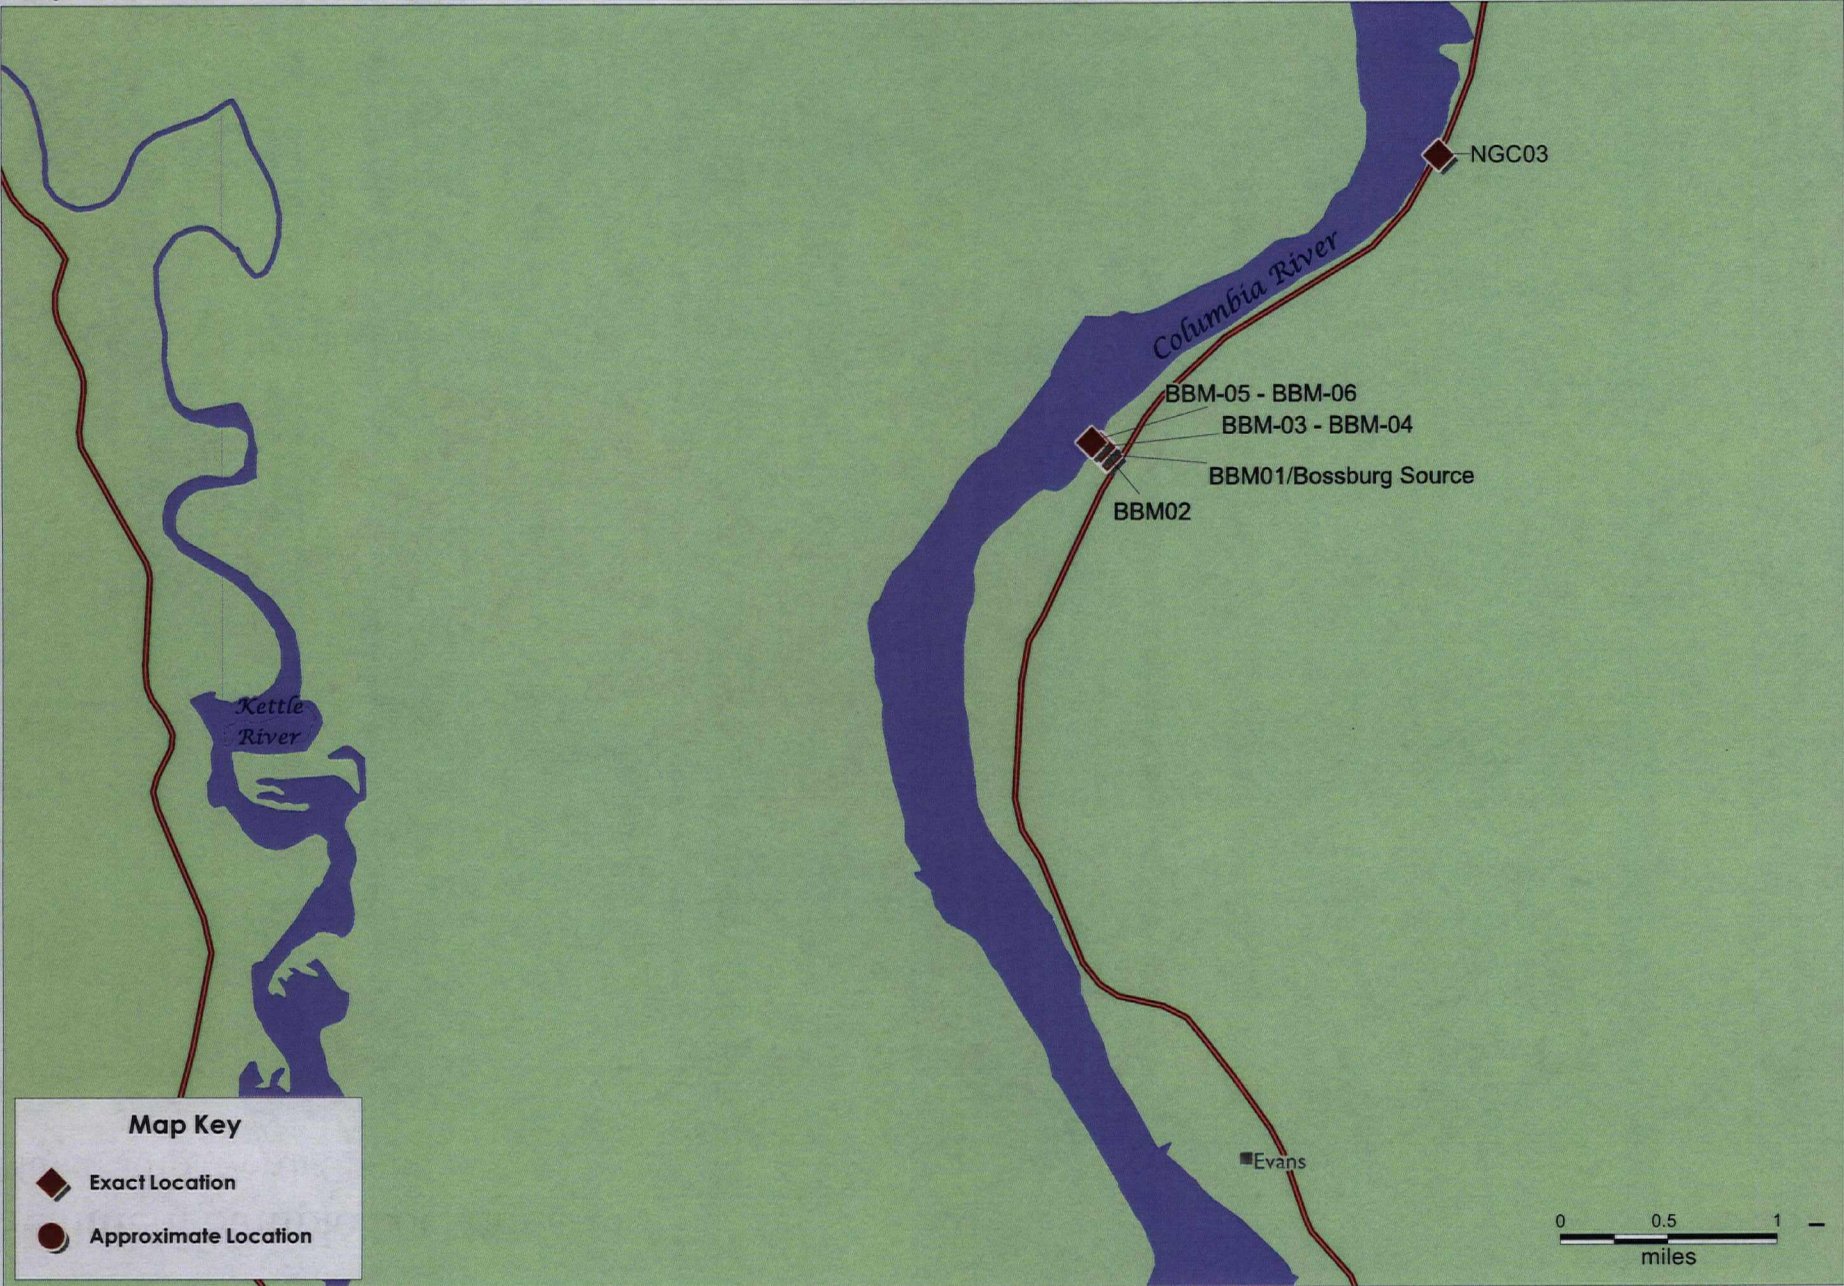 NGC03
Columbia River
BBM-05 - BBM-06
BBM-03 - BBM-04
BBM01/Bossburg Source
BBM02
Kettle
River
Map Key
Exact Location
Approximate Location
Evans
0 0.5 1
miles